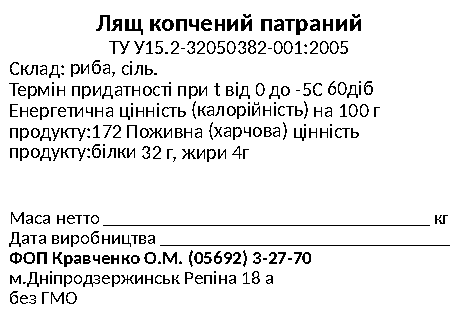 Лящ копчений патраний
ТУ У15.2-32050382-001:2005
Склад: риба, сіль.
Термін придатності при t від 0 до -5С 60діб
Енергетична цінність (калорійність) на 100 г
продукту:172 Поживна (харчова) цінність
продукту:білки 32 г, жири 4г
Маса нетто ______________________________ кг
Дата виробництва ___________________________
ФОП Кравченко О.М. (05692) 3-27-70
м.Дніпродзержинськ Репіна 18 а
без ГМО